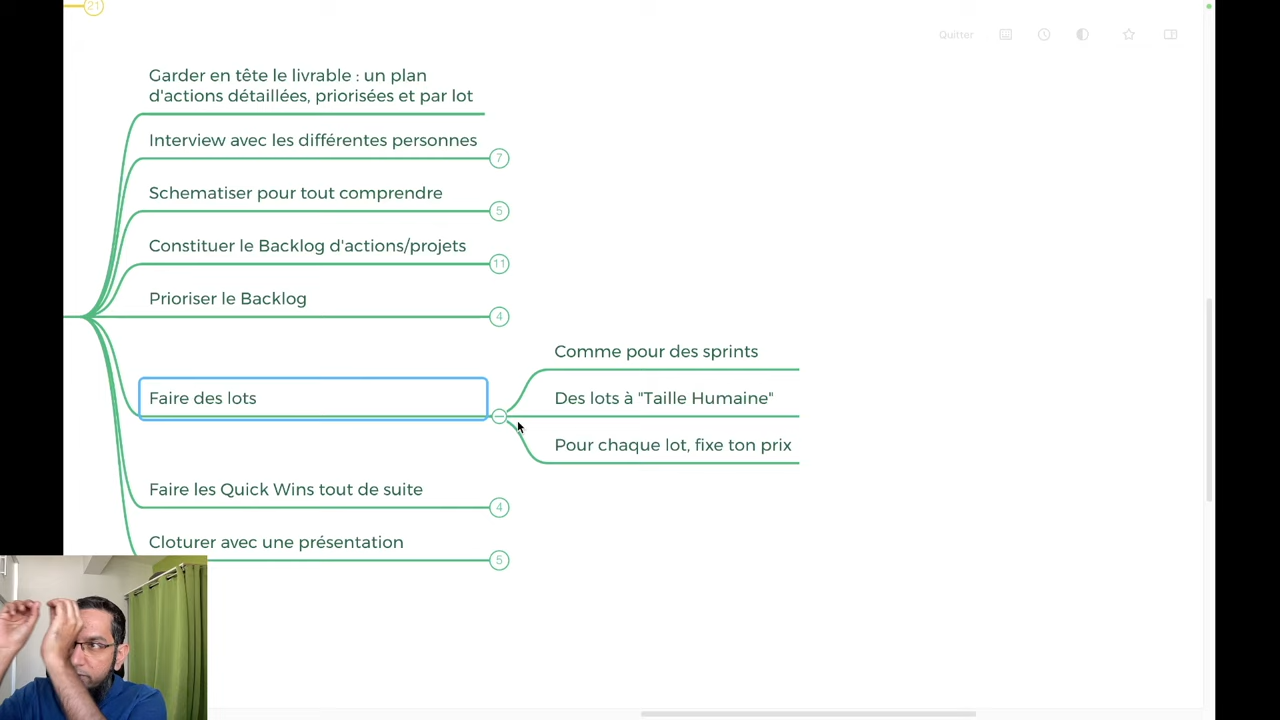 21
Quitter
Garder en tête le livrable : un plan
d'actions détaillées, priorisées et par lot
Interview avec les différentes personnes
7
Schematiser pour tout comprendre
5
Constituer le Backlog d'actions/projets
11
Prioriser le Backlog
4
Faire des lots
Comme pour des sprints
Des lots à "Taille Humaine"
Pour chaque lot, fixe ton prix
Faire les Quick Wins tout de suite
4
Cloturer avec une présentation
5